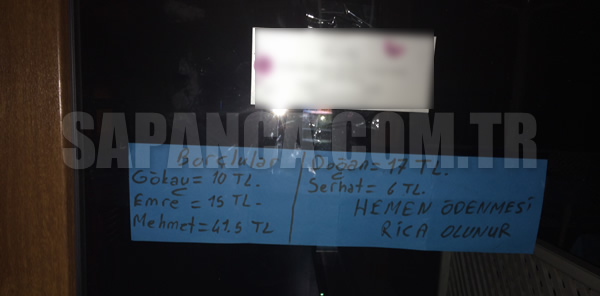 SAPANCA.COM.TR
Borçlular
Gökay = 10 TL.
Emre = 15 TL.
Mehmet = 41.5 TL
Doğan = 17 TL.
Serhat = 6 TL.
HEMEN ÖDENMESİ
RİCA OLUNUR